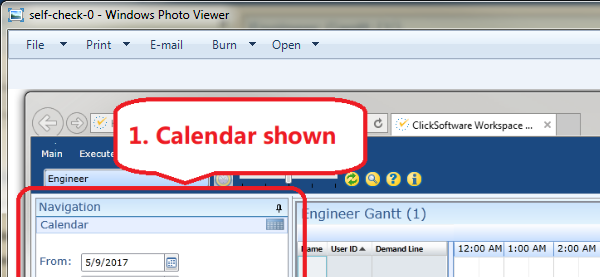 self-check-0 - Windows Photo Viewer
File Print E-mail Burn Open
ClickSoftware Workspace ...
1. Calendar shown
Main Execute
Engineer
Navigation
Calendar
From: 5/9/2017
Engineer Gantt (1)
Name User ID Demand Line
12:00 AM 1:00 AM 2:00